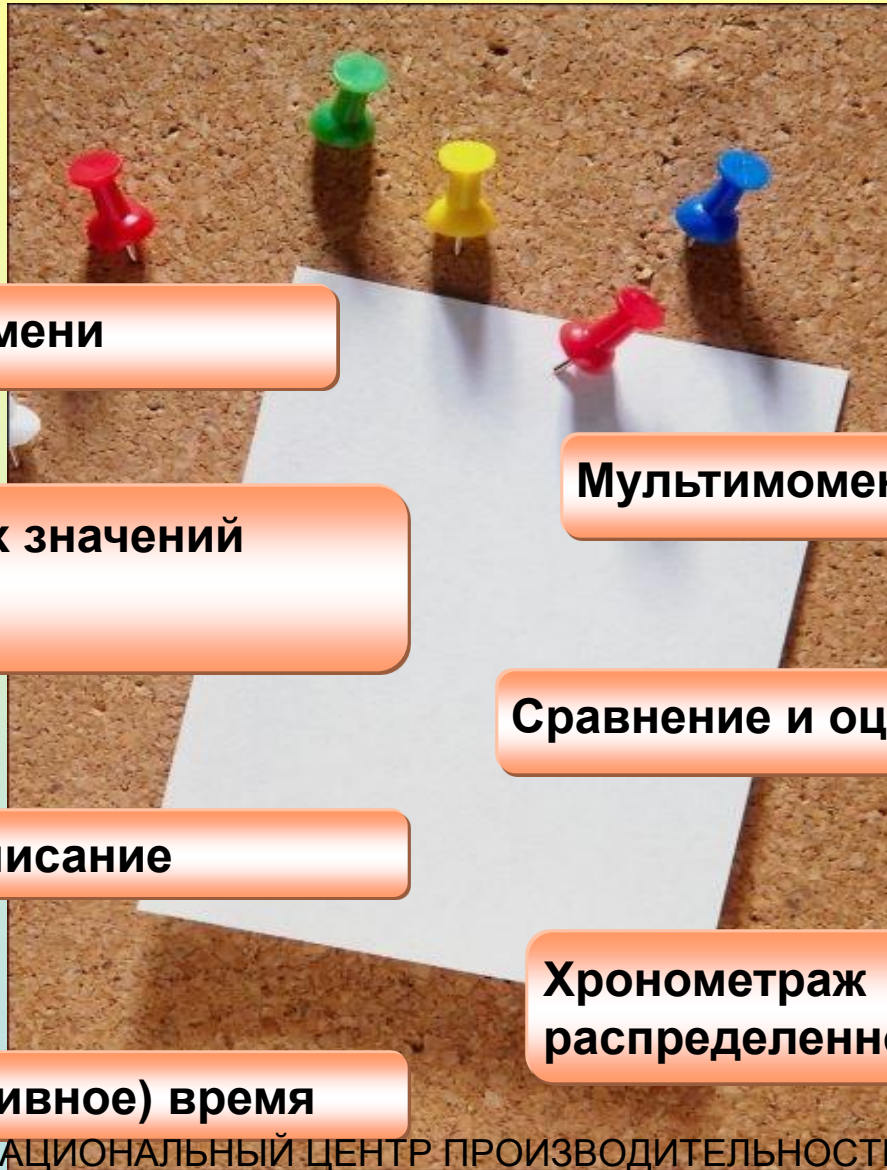 мени
Мультимомен
к значений
Сравнение и оц
исание
Хронометраж
распределенно
ивное) время
АЦИОНАЛЬНЫЙ ЦЕНТР ПРОИЗВОДИТЕЛЬНОСТ